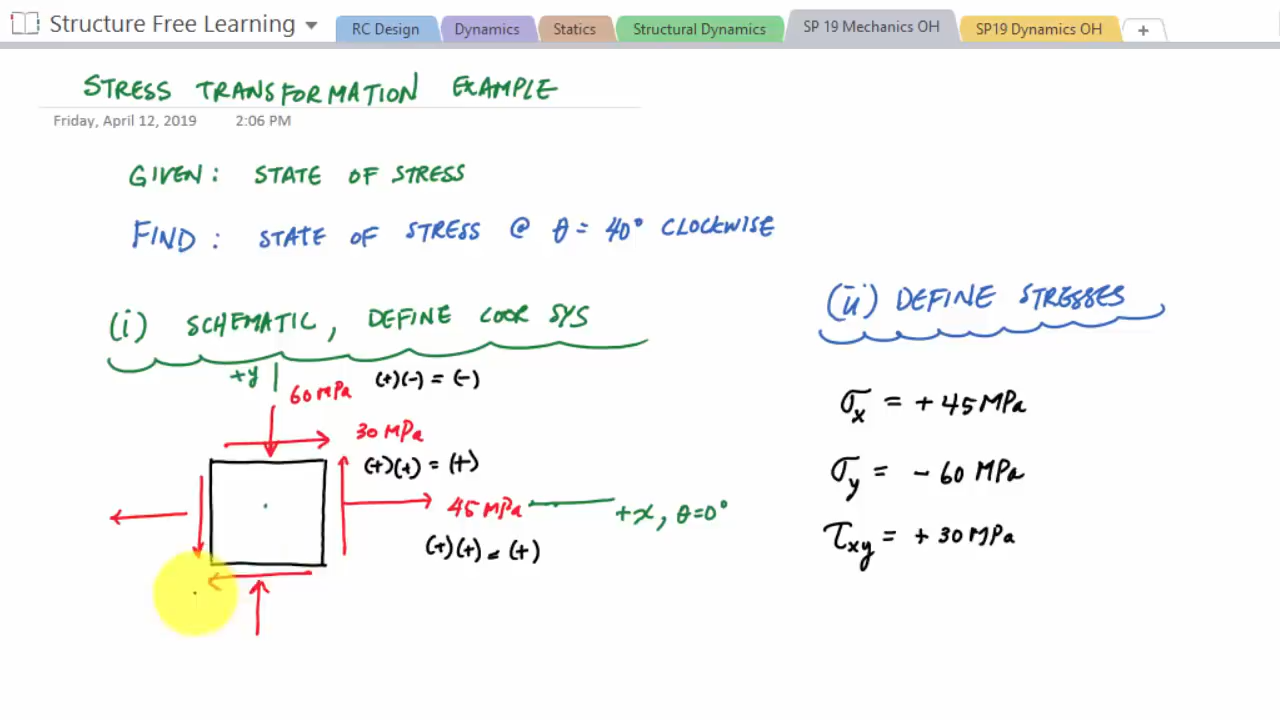 Structure Free Learning
RC Design
Dynamics
Statics
Structural Dynamics
SP 19 Mechanics OH
SP19 Dynamics OH
+
STRESS TRANSFORMATION EXAMPLE
Friday, April 12, 2019 2:06 PM
GIVEN: STATE OF STRESS
FIND: STATE OF STRESS @ θ = 40° CLOCKWISE
(i) SCHEMATIC, DEFINE COOR SYS
+y
60 MPa (+)(-) = (-)
30 MPa
(+)(+) = (+)
45 MPa
+x, θ=0°
(+)(+) = (+)
(ii) DEFINE STRESSES
σx = +45 MPa
σy = - 60 MPa
τxy = + 30 MPa